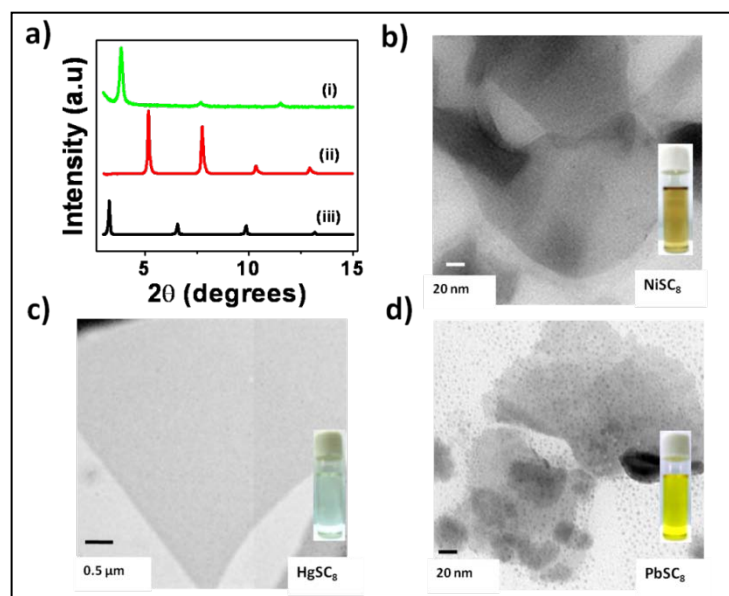 a)
Intensity (a.u)
(i)
(ii)
(iii)
5
10
15
2θ (degrees)
b)
20 nm
NiSC₈
c)
0.5 μm
HgSC₈
d)
20 nm
PbSC₈